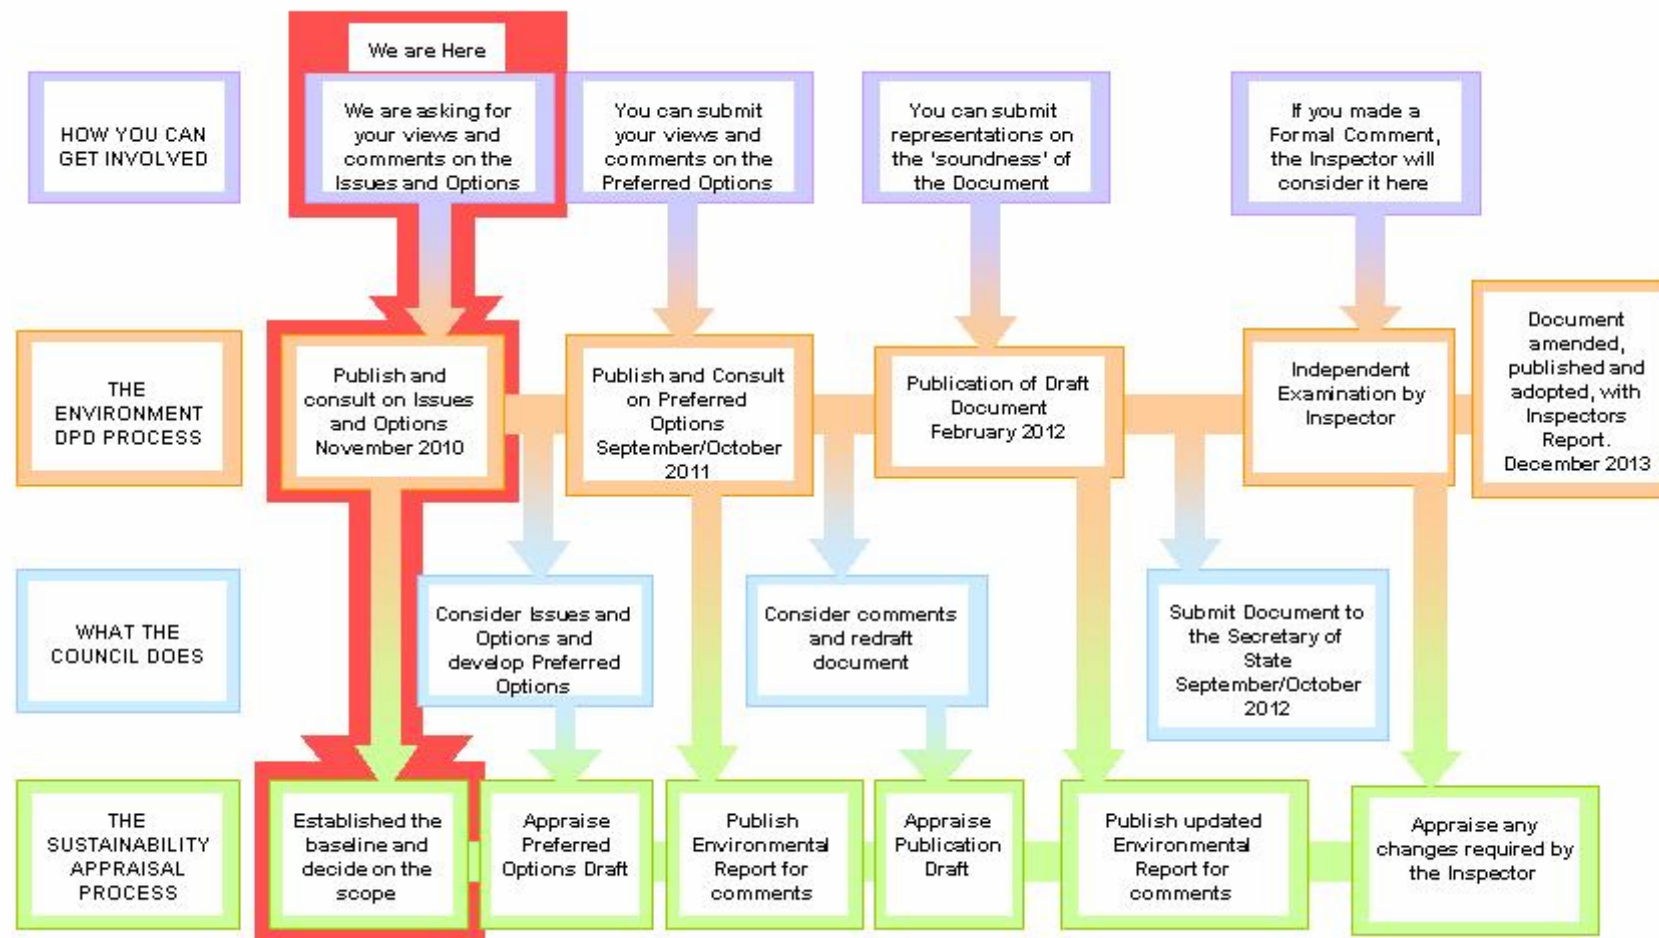 We are Here
HOW YOU CAN
GET INVOLVED
We are asking for
your views and
comments on the
Issues and Options
You can submit
your views and
comments on the
Preferred Options
You can submit
representations on
the 'soundness' of
the Document
If you made a
Formal Comment,
the Inspector will
consider it here
THE
ENVIRONMENT
DPD PROCESS
Publish and
consult on Issues
and Options
November 2010
Publish and Consult
on Preferred
Options
September/October
2011
Publication of Draft
Document
February 2012
Independent
Examination by
Inspector
Document
amended,
published and
adopted, with
Inspectors
Report.
December 2013
WHAT THE
COUNCIL DOES
Consider Issues and
Options and
develop Preferred
Options
Consider comments
and redraft
document
Submit Document to
the Secretary of
State
September/October
2012
THE
SUSTAINABILITY
APPRAISAL
PROCESS
Established the
baseline and
decide on the
scope
Appraise
Preferred
Options Draft
Publish
Environmental
Report for
comments
Appraise
Publication
Draft
Publish updated
Environmental
Report for
comments
Appraise any
changes required by
the Inspector